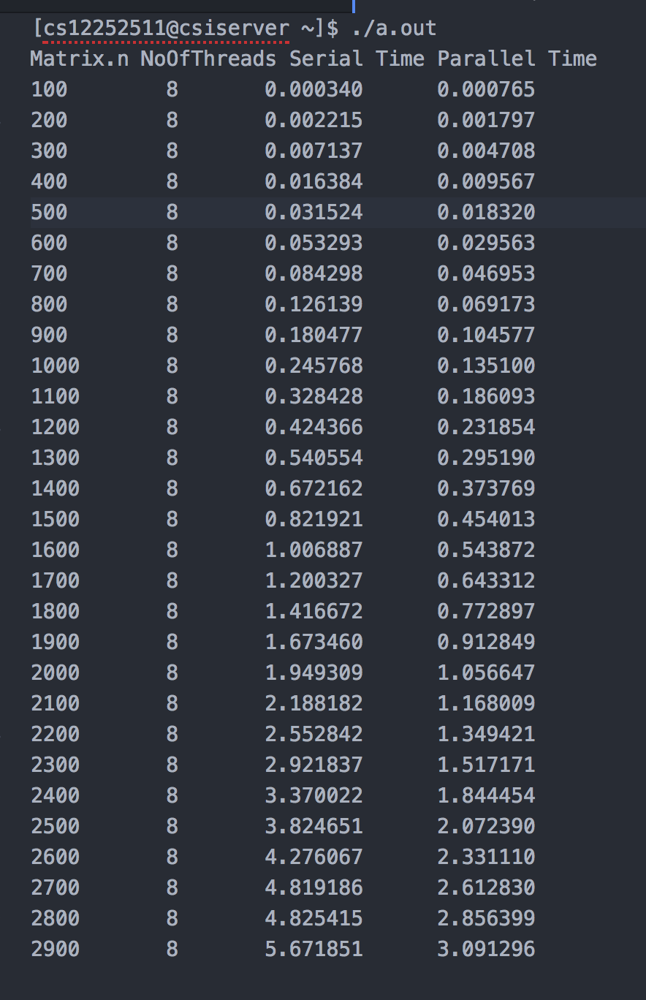 [cs12252511@csiserver ~]$ ./a.out
Matrix.n NoOfThreads Serial Time Parallel Time
100        8       0.000340      0.000765
200        8       0.002215      0.001797
300        8       0.007137      0.004708
400        8       0.016384      0.009567
500        8       0.031524      0.018320
600        8       0.053293      0.029563
700        8       0.084298      0.046953
800        8       0.126139      0.069173
900        8       0.180477      0.104577
1000       8       0.245768      0.135100
1100       8       0.328428      0.186093
1200       8       0.424366      0.231854
1300       8       0.540554      0.295190
1400       8       0.672162      0.373769
1500       8       0.821921      0.454013
1600       8       1.006887      0.543872
1700       8       1.200327      0.643312
1800       8       1.416672      0.772897
1900       8       1.673460      0.912849
2000       8       1.949309      1.056647
2100       8       2.188182      1.168009
2200       8       2.552842      1.349421
2300       8       2.921837      1.517171
2400       8       3.370022      1.844454
2500       8       3.824651      2.072390
2600       8       4.276067      2.331110
2700       8       4.819186      2.612830
2800       8       4.825415      2.856399
2900       8       5.671851      3.091296